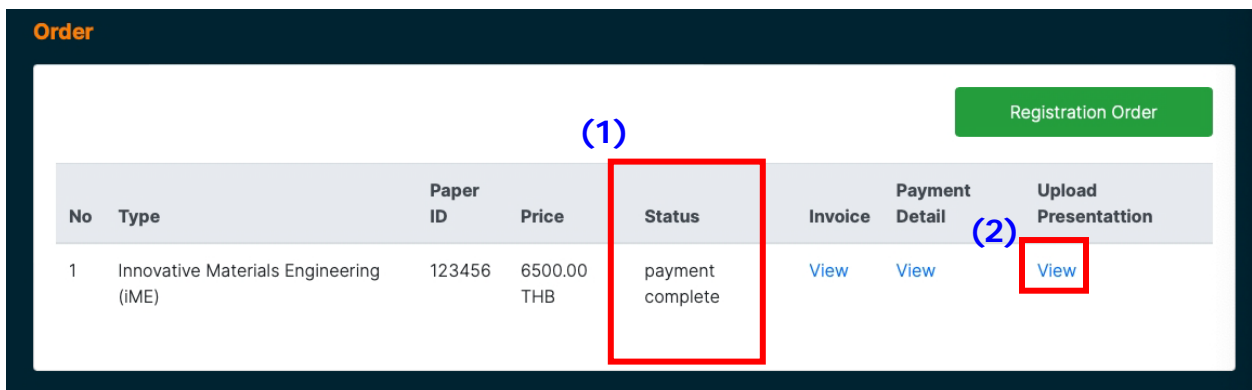 Order
Registration Order
(1)
Paper
Payment
Upload
No Type ID Price Status Invoice Detail Presentattion
(2)
1 Innovative Materials Engineering 123456 6500.00 payment View View View
(iME) THB complete